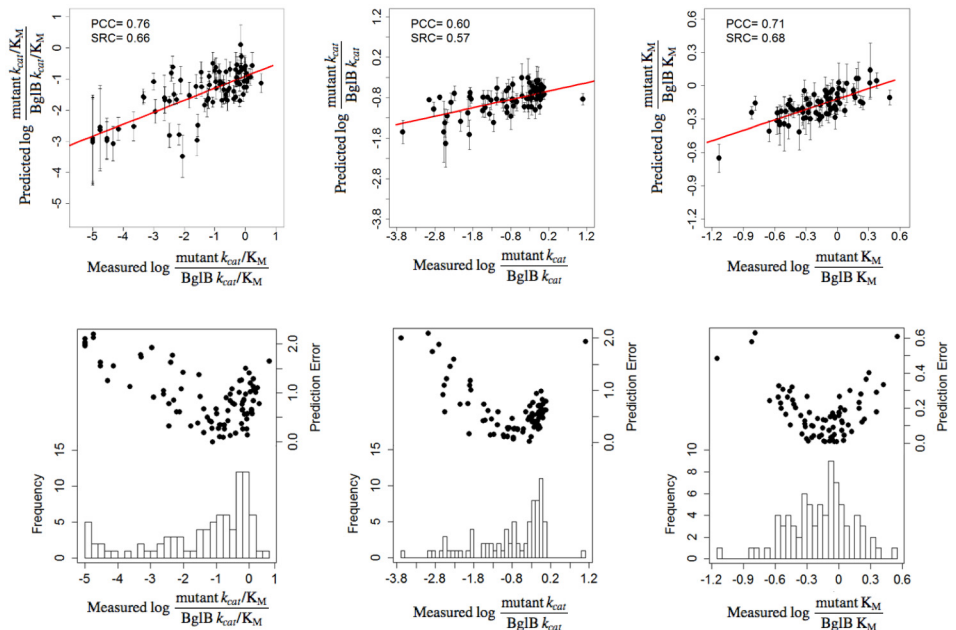 PCC= 0.76
SRC= 0.66
Predicted log mutant kcat/KM
BglB kcat/KM
-5 -4 -3 -2 -1 0
-5 -4 -3 -2 -1 0 1
Measured log mutant kcat/KM
BglB kcat/KM
PCC= 0.60
SRC= 0.57
Predicted log mutant kcat
BglB kcat
-3.8 -2.8 -1.8 -0.8 0.2 1.2
-3.8 -2.8 -1.8 -0.8 0.2 1.2
Measured log mutant kcat
BglB kcat
PCC= 0.71
SRC= 0.68
Predicted log mutant KM
BglB KM
-1.2 -0.9 -0.6 -0.3 0 0.3 0.6
-1.2 -0.9 -0.6 -0.3 0.0 0.3 0.6
Measured log mutant KM
BglB KM
Prediction Error
0.0 1.0 2.0
Frequency
0 5 10 15
-5 -4 -3 -2 -1 0 1
Measured log mutant kcat/KM
BglB kcat/KM
Prediction Error
0.0 1.0 2.0
Frequency
0 5 10 15
-3.8 -2.8 -1.8 -0.8 0.2 1.2
Measured log mutant kcat
BglB kcat
Prediction Error
0.0 0.2 0.4 0.6
Frequency
0 2 4 6 8 10
-1.2 -0.9 -0.6 -0.3 0 0.3 0.6
Measured log mutant KM
BglB KM